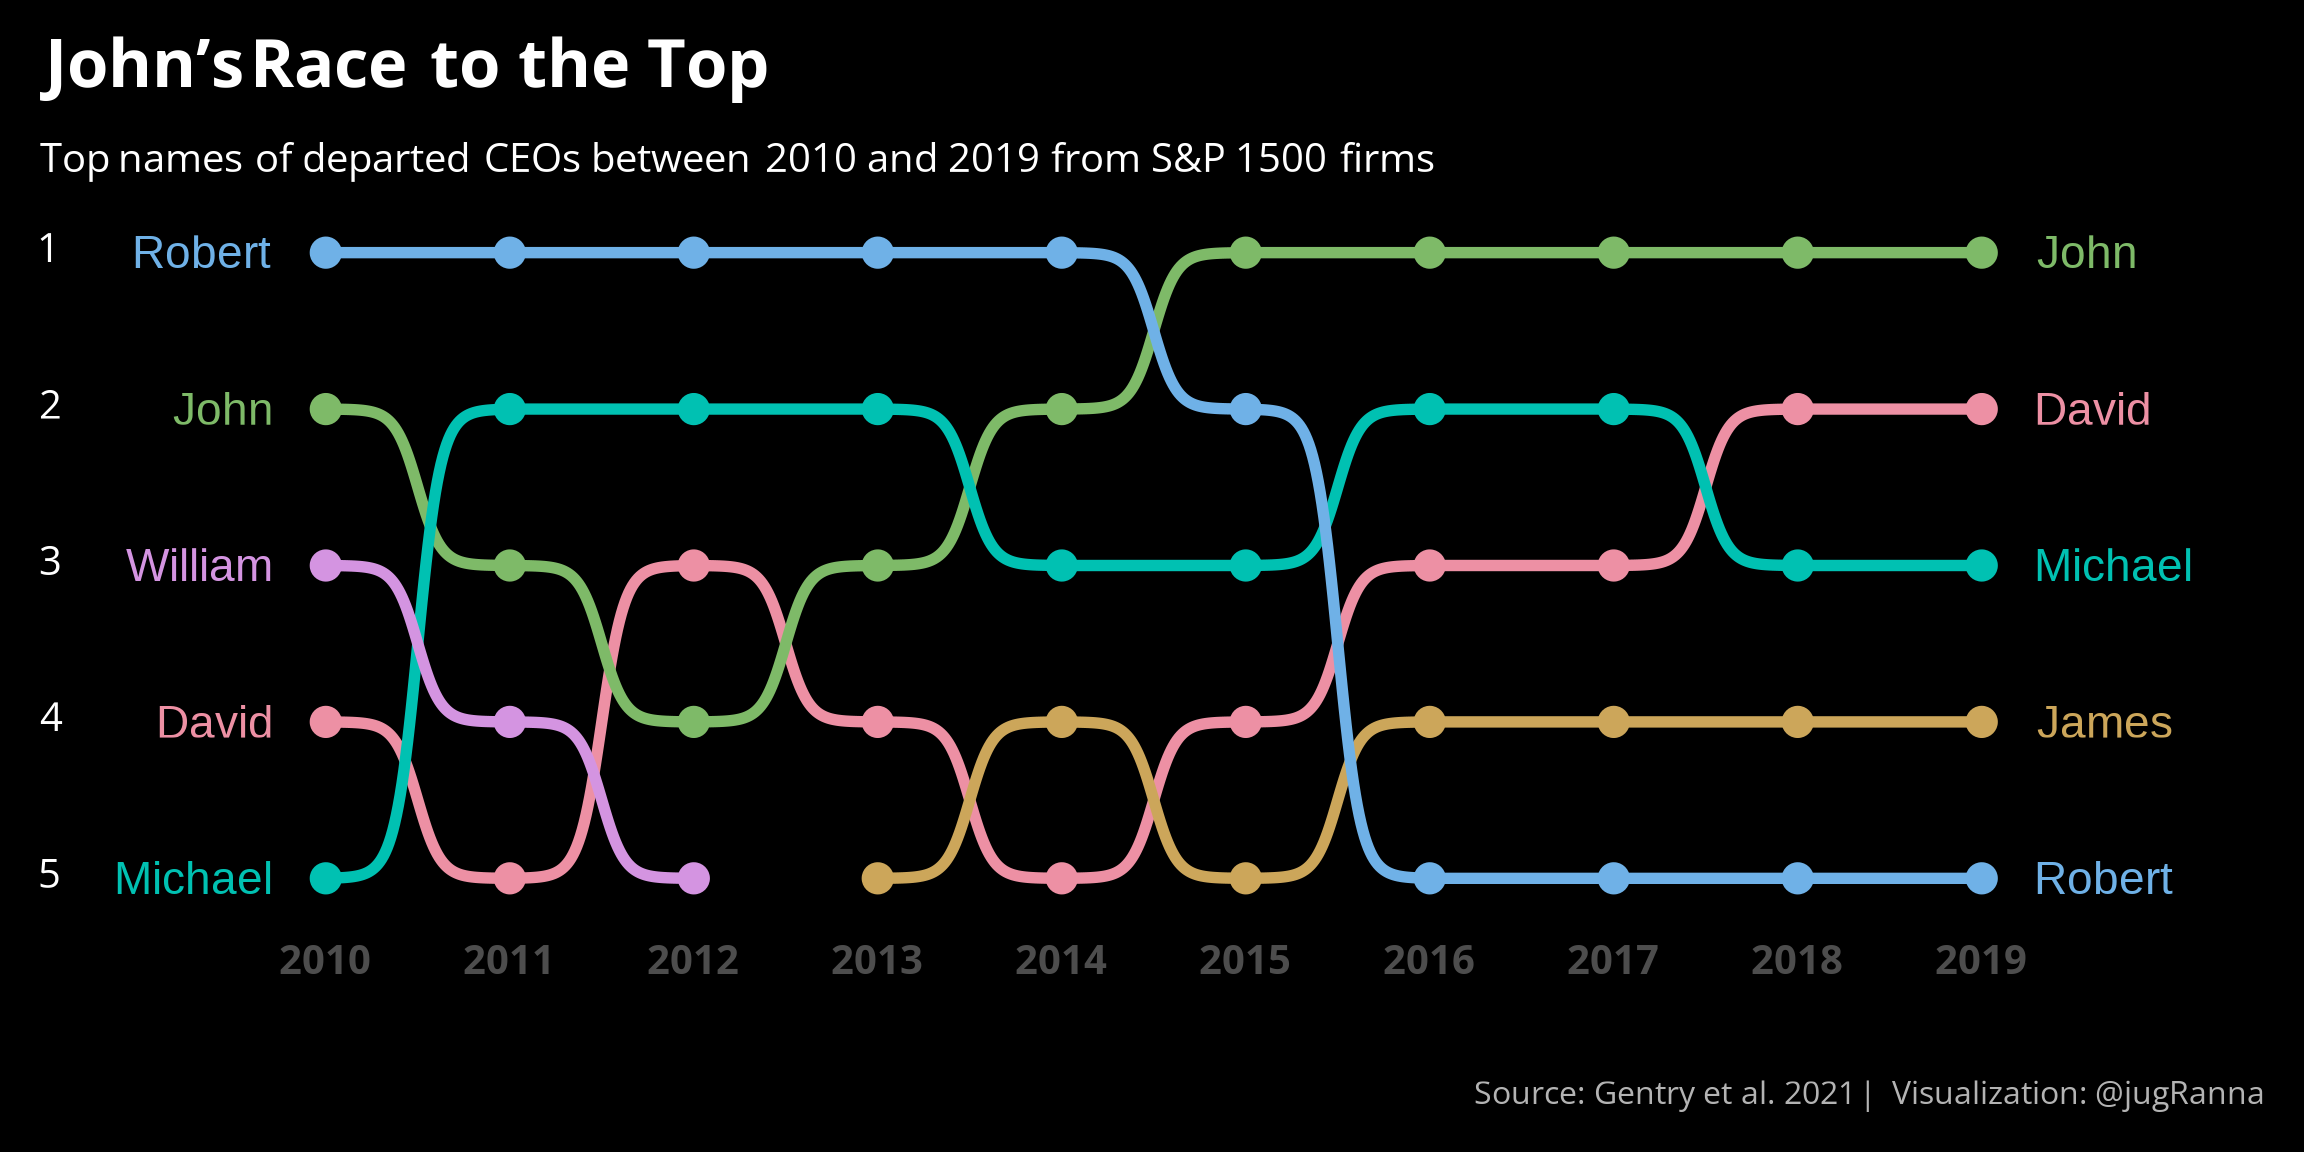 John’s Race to the Top
Top names of departed CEOs between 2010 and 2019 from S&P 1500 firms
1 Robert John
2 John David
3 William Michael
4 David James
5 Michael Robert
2010 2011 2012 2013 2014 2015 2016 2017 2018 2019
Source: Gentry et al. 2021 | Visualization: @jugRanna